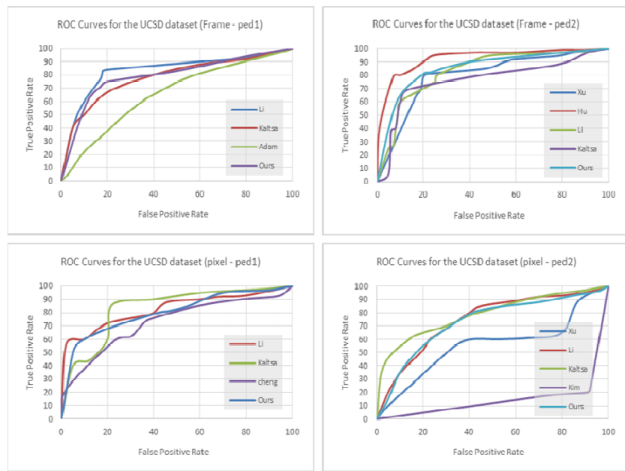 ROC Curves for the UCSD dataset (Frame - ped1)
True Positive Rate
100
90
80
70
60
50
40
30
20
10
0
0 20 40 60 80 100
False Positive Rate
Li
Kaltsa
Adam
Ours
ROC Curves for the UCSD dataset (Frame - ped2)
True Positive Rate
100
90
80
70
60
50
40
30
20
10
0
0 20 40 60 80 100
False Positive Rate
Xu
Li
Kaltsa
Ours
ROC Curves for the UCSD dataset (pixel - ped1)
True Positive Rate
100
90
80
70
60
50
40
30
20
10
0
0 20 40 60 80 100
False Positive Rate
Li
Kaltsa
cheng
Ours
ROC Curves for the UCSD dataset (pixel - ped2)
True Positive Rate
100
90
80
70
60
50
40
30
20
10
0
0 20 40 60 80 100
False Positive Rate
Xu
Li
Kaltsa
Kim
Ours